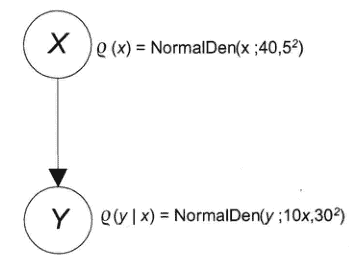 X
ϱ (x) = NormalDen(x ;40,5²)
Y
ϱ(y | x) = NormalDen(y ;10x,30²)